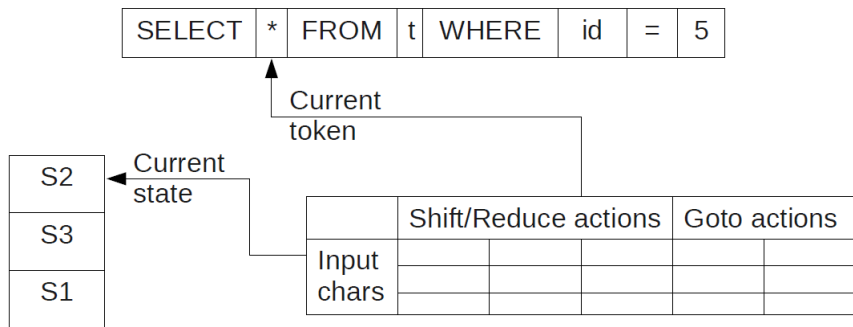 SELECT * FROM t WHERE id = 5
Current
token
Current
state
S2
S3
S1
Shift/Reduce actions Goto actions
Input
chars